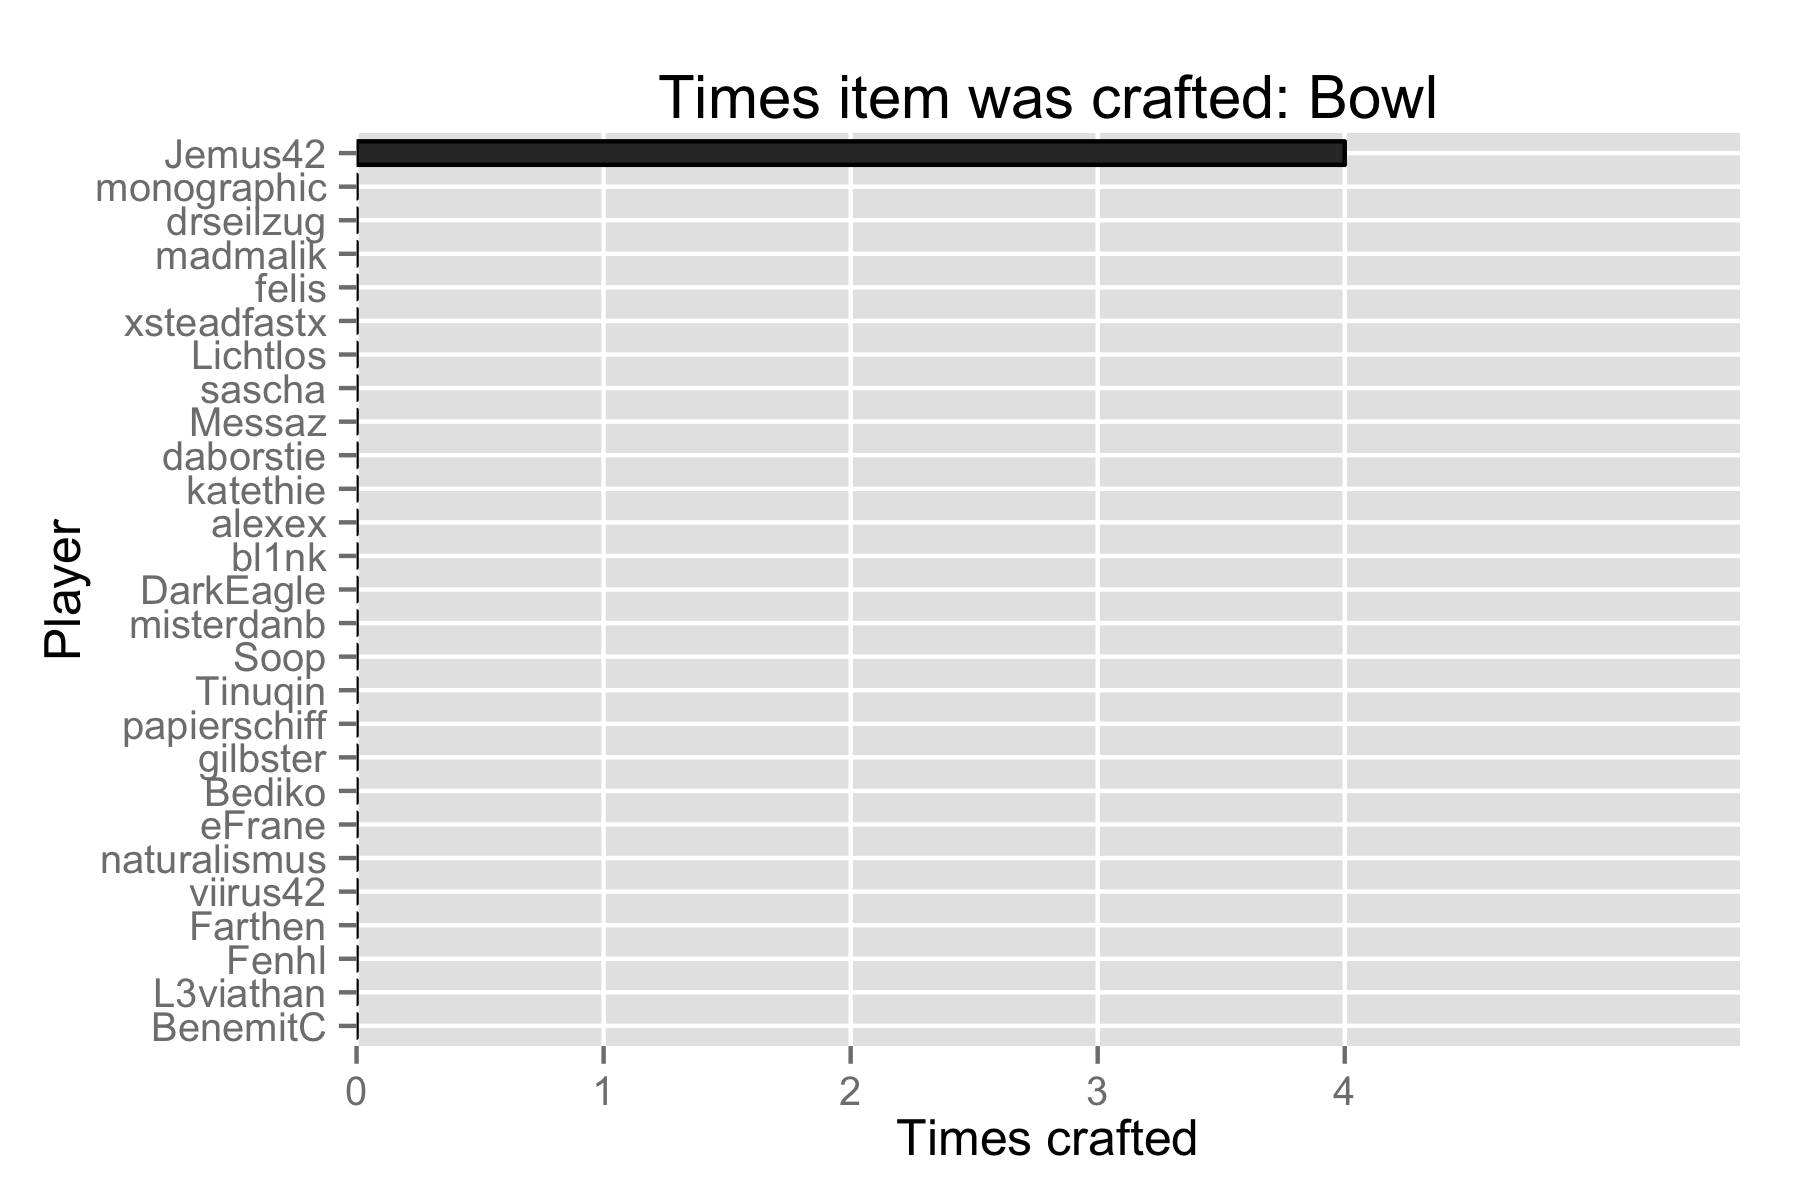 Times item was crafted: Bowl
Jemus42
monographic
drseilzug
madmalik
felis
xsteadfastx
Lichtlos
sascha
Messaz
daborstie
katethie
alexex
bl1nk
DarkEagle
misterdanb
Soop
Tinuqin
papierschiff
gilbster
Bediko
eFrane
naturalismus
viirus42
Farthen
Fenhl
L3viathan
BenemitC
Player
0 1 2 3 4
Times crafted